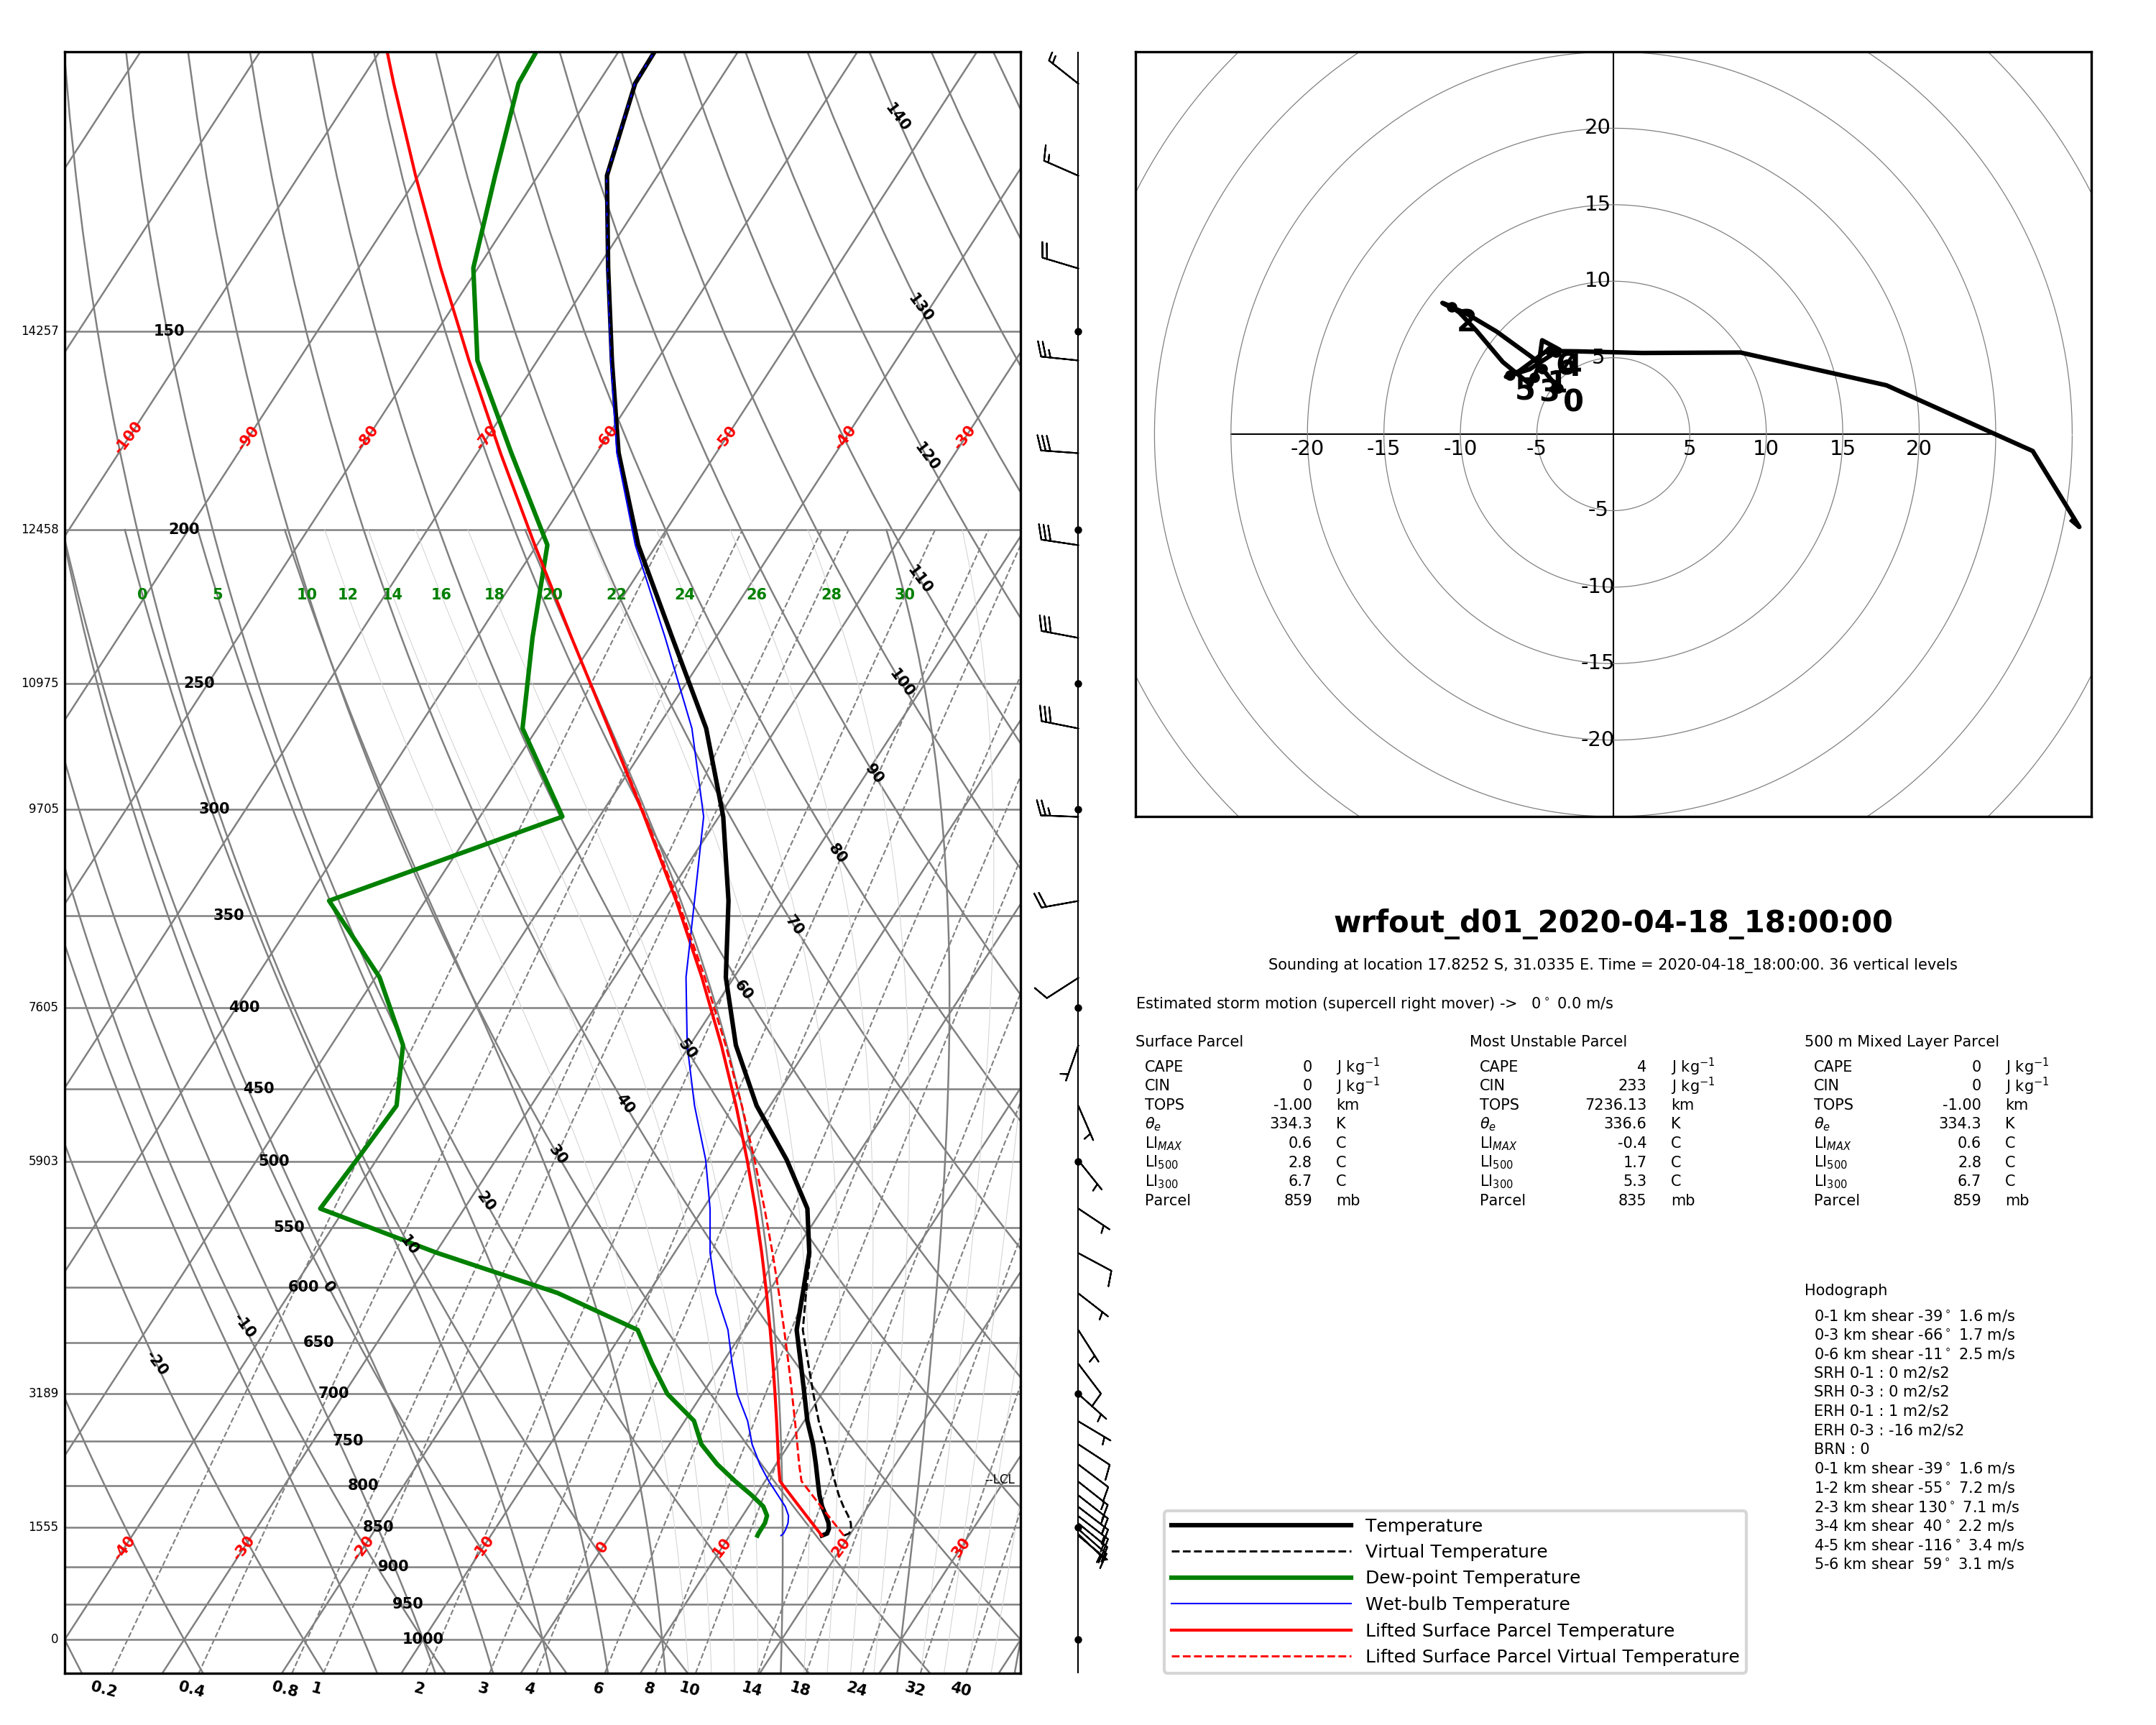 140
130
14257 150
-100 -90 -80 -70 -60 -50 -40 -30
120
12458 200
110
0 5 10 12 14 16 18 20 22 24 26 28 30
10975 250
100
90
9705 300
80
350
70
60
7605 400
50
450
40
5903 500
30
20
550
10
600 0
-10
650
-20
3189 700
750
800 --LCL
1555 850
-40 -30 -20 -10 0 10 20 30
900
950
0 1000
0.2 0.4 0.8 1 2 3 4 6 8 10 14 18 24 32 40
20
15
10
5
-20 -15 -10 -5 5 10 15 20
-5
-10
-15
-20
2
5 3 1 4 0
wrfout_d01_2020-04-18_18:00:00
Sounding at location 17.8252 S, 31.0335 E. Time = 2020-04-18_18:00:00. 36 vertical levels
Estimated storm motion (supercell right mover) -> 0° 0.0 m/s
Surface Parcel
CAPE 0 J kg⁻¹
CIN 0 J kg⁻¹
TOPS -1.00 km
θe 334.3 K
LIMAX 0.6 C
LI500 2.8 C
LI300 6.7 C
Parcel 859 mb
Most Unstable Parcel
CAPE 4 J kg⁻¹
CIN 233 J kg⁻¹
TOPS 7236.13 km
θe 336.6 K
LIMAX -0.4 C
LI500 1.7 C
LI300 5.3 C
Parcel 835 mb
500 m Mixed Layer Parcel
CAPE 0 J kg⁻¹
CIN 0 J kg⁻¹
TOPS -1.00 km
θe 334.3 K
LIMAX 0.6 C
LI500 2.8 C
LI300 6.7 C
Parcel 859 mb
Hodograph
0-1 km shear -39° 1.6 m/s
0-3 km shear -66° 1.7 m/s
0-6 km shear -11° 2.5 m/s
SRH 0-1 : 0 m2/s2
SRH 0-3 : 0 m2/s2
ERH 0-1 : 1 m2/s2
ERH 0-3 : -16 m2/s2
BRN : 0
0-1 km shear -39° 1.6 m/s
1-2 km shear -55° 7.2 m/s
2-3 km shear 130° 7.1 m/s
3-4 km shear 40° 2.2 m/s
4-5 km shear -116° 3.4 m/s
5-6 km shear 59° 3.1 m/s
Temperature
Virtual Temperature
Dew-point Temperature
Wet-bulb Temperature
Lifted Surface Parcel Temperature
Lifted Surface Parcel Virtual Temperature